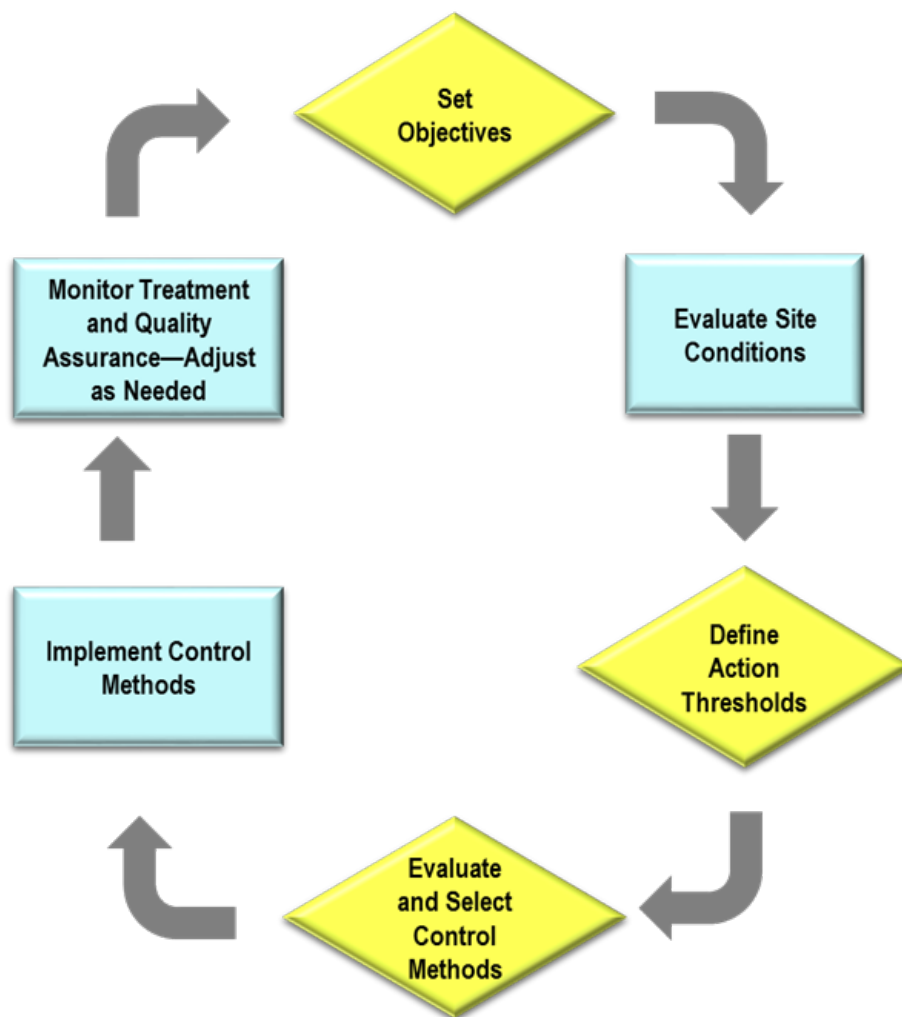 Set
Objectives
Evaluate Site
Conditions
Define
Action
Thresholds
Evaluate
and Select
Control
Methods
Implement Control
Methods
Monitor Treatment
and Quality
Assurance—Adjust
as Needed